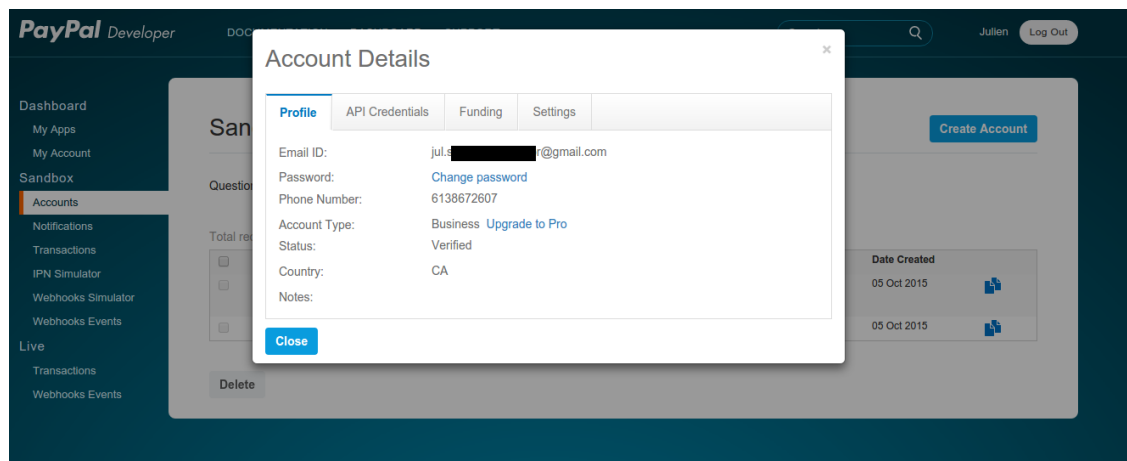 PayPal Developer
Julien
Log Out
Account Details
×
Dashboard
My Apps
My Account
Sandbox
Accounts
Notifications
Transactions
IPN Simulator
Webhooks Simulator
Webhooks Events
Live
Transactions
Webhooks Events
Profile
API Credentials
Funding
Settings
San
Create Account
Email ID: jul.s r@gmail.com
Password: Change password
Phone Number: 6138672607
Account Type: Business Upgrade to Pro
Status: Verified
Country: CA
Notes:
Question
Total rec
Date Created
05 Oct 2015
05 Oct 2015
Close
Delete